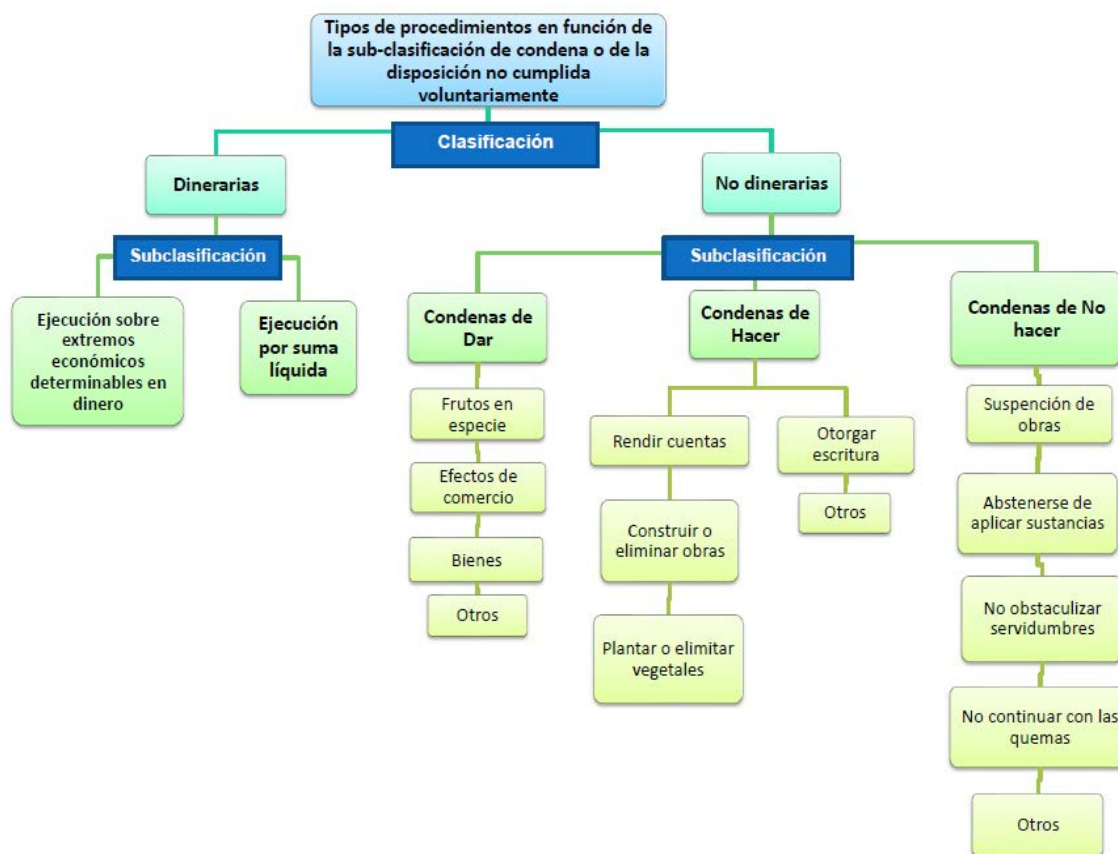 Tipos de procedimientos en función de
la sub-clasificación de condena o de la
disposición no cumplida
voluntariamente
Clasificación
Dinerarias
No dinerarias
Subclasificación
Subclasificación
Ejecución sobre
extremos
económicos
determinables en
dinero
Ejecución
por suma
líquida
Condenas de
Dar
Frutos en
especie
Efectos de
comercio
Bienes
Otros
Condenas de
Hacer
Rendir cuentas
Construir o
eliminar obras
Plantar o elimitar
vegetales
Otorgar
escritura
Otros
Condenas de No
hacer
Suspención de
obras
Abstenerse de
aplicar sustancias
No obstaculizar
servidumbres
No continuar con las
quemas
Otros